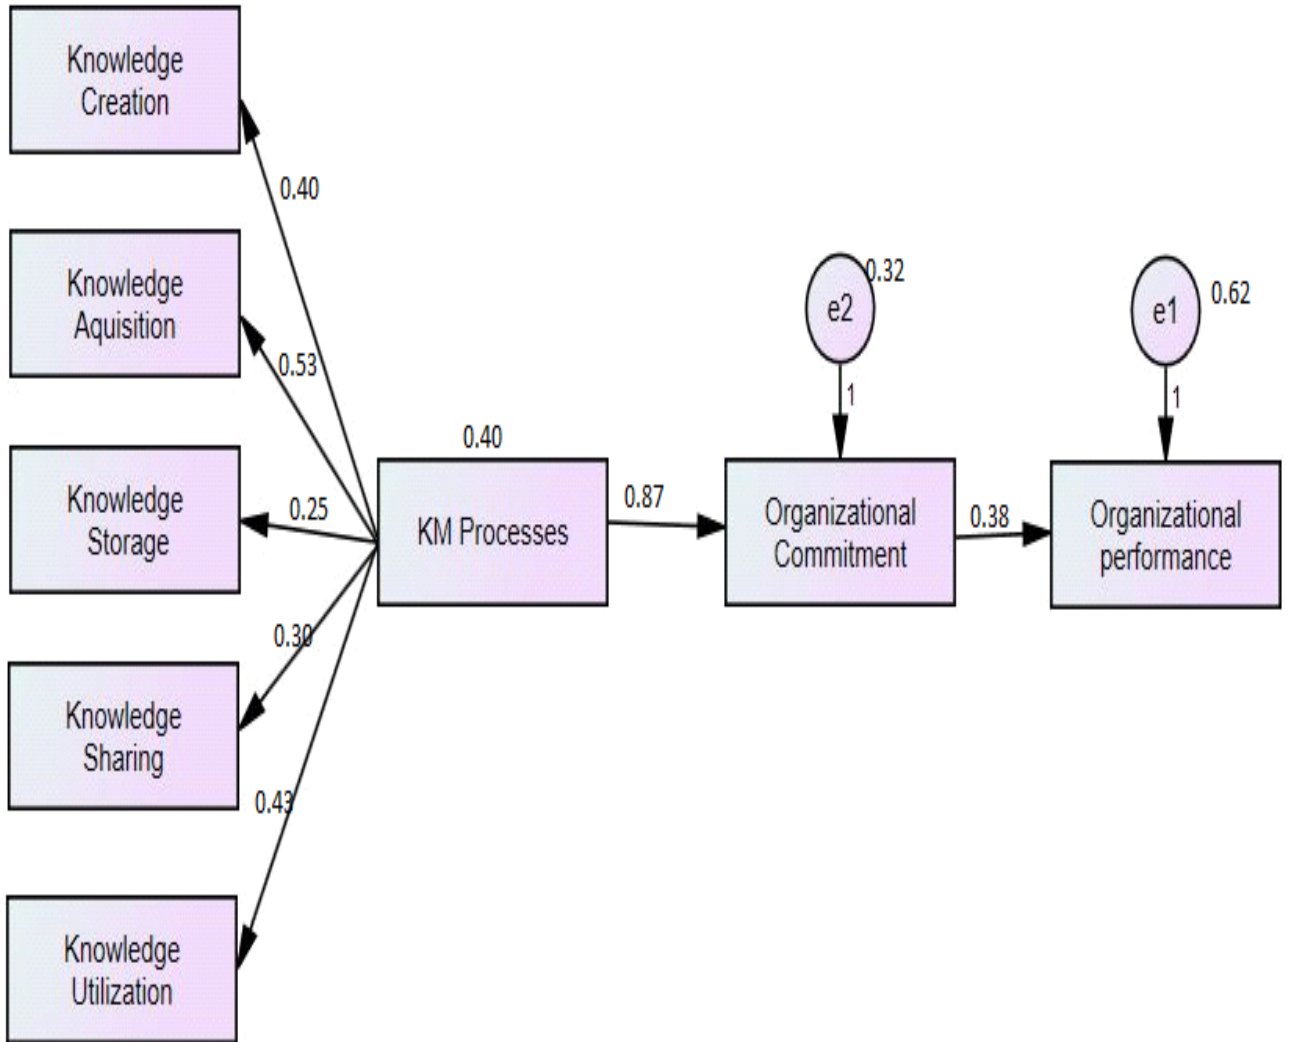 Knowledge
Creation
0.40
Knowledge
Aquisition
0.53
Knowledge
Storage
0.25
Knowledge
Sharing
0.30
Knowledge
Utilization
0.43
0.40
KM Processes
0.87
e2
0.32
1
Organizational
Commitment
0.38
e1
0.62
1
Organizational
performance